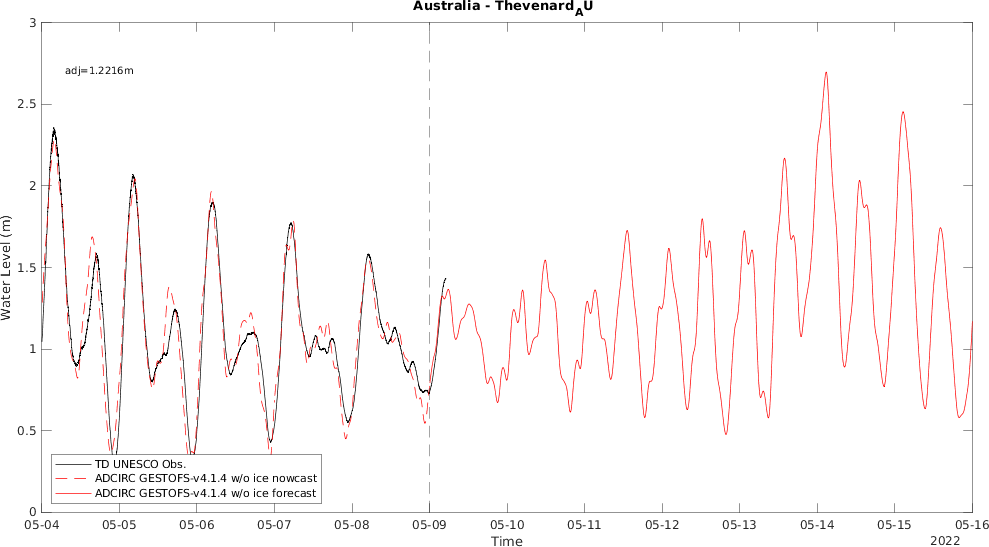 Australia - Thevenard_AU
3
adj=1.2216m
2.5
2
1.5
1
0.5
0
Water Level (m)
TD UNESCO Obs.
ADCIRC GESTOFS-v4.1.4 w/o ice nowcast
ADCIRC GESTOFS-v4.1.4 w/o ice forecast
05-04 05-05 05-06 05-07 05-08 05-09 05-10 05-11 05-12 05-13 05-14 05-15 05-16
Time
2022